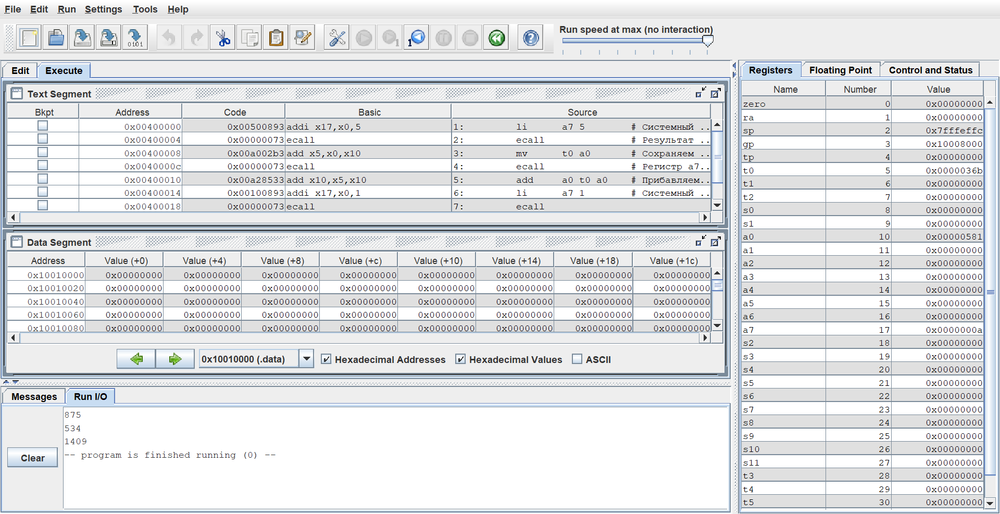 File Edit Run Settings Tools Help
Run speed at max (no interaction)
Edit Execute
Text Segment
Bkpt Address Code Basic Source
0x00400000 0x00500893 addi x17,x0,5 1: li a7 5 # Системный ..
0x00400004 0x00000073 ecall 2: ecall # Результат ..
0x00400008 0x00a002b3 add x5,x0,x10 3: mv t0 a0 # Сохраняем ..
0x0040000c 0x00000073 ecall 4: ecall # Регистр a7..
0x00400010 0x00a28533 add x10,x5,x10 5: add a0 t0 a0 # Прибавляем..
0x00400014 0x00100893 addi x17,x0,1 6: li a7 1 # Системный ..
0x00400018 0x00000073 ecall 7: ecall
Data Segment
Address Value (+0) Value (+4) Value (+8) Value (+c) Value (+10) Value (+14) Value (+18) Value (+1c)
0x10010000 0x00000000 0x00000000 0x00000000 0x00000000 0x00000000 0x00000000 0x00000000 0x00000000
0x10010020 0x00000000 0x00000000 0x00000000 0x00000000 0x00000000 0x00000000 0x00000000 0x00000000
0x10010040 0x00000000 0x00000000 0x00000000 0x00000000 0x00000000 0x00000000 0x00000000 0x00000000
0x10010060 0x00000000 0x00000000 0x00000000 0x00000000 0x00000000 0x00000000 0x00000000 0x00000000
0x10010080 0x00000000 0x00000000 0x00000000 0x00000000 0x00000000 0x00000000 0x00000000 0x00000000
0x10010000 (.data) Hexadecimal Addresses Hexadecimal Values ASCII
Messages Run I/O
Clear
875
534
1409
-- program is finished running (0) --
Registers Floating Point Control and Status
Name Number Value
zero 0 0x00000000
ra 1 0x00000000
sp 2 0x7fffeffc
gp 3 0x10008000
tp 4 0x00000000
t0 5 0x0000036b
t1 6 0x00000000
t2 7 0x00000000
s0 8 0x00000000
s1 9 0x00000000
a0 10 0x00000581
a1 11 0x00000000
a2 12 0x00000000
a3 13 0x00000000
a4 14 0x00000000
a5 15 0x00000000
a6 16 0x00000000
a7 17 0x0000000a
s2 18 0x00000000
s3 19 0x00000000
s4 20 0x00000000
s5 21 0x00000000
s6 22 0x00000000
s7 23 0x00000000
s8 24 0x00000000
s9 25 0x00000000
s10 26 0x00000000
s11 27 0x00000000
t3 28 0x00000000
t4 29 0x00000000
t5 30 0x00000000